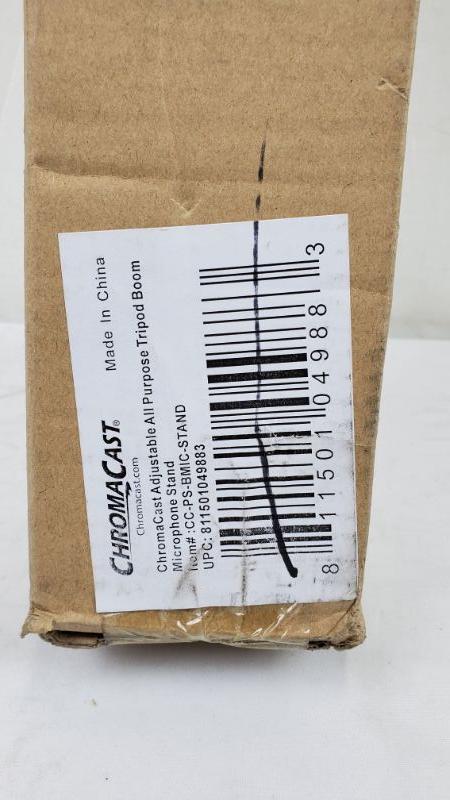 CHROMACAST®
Made In China
Chromacast.com
ChromaCast Adjustable All Purpose Tripod Boom
Microphone Stand
Item# :CC-PS-BMIC-STAND
UPC: 811501049883
8 11501 04988 3